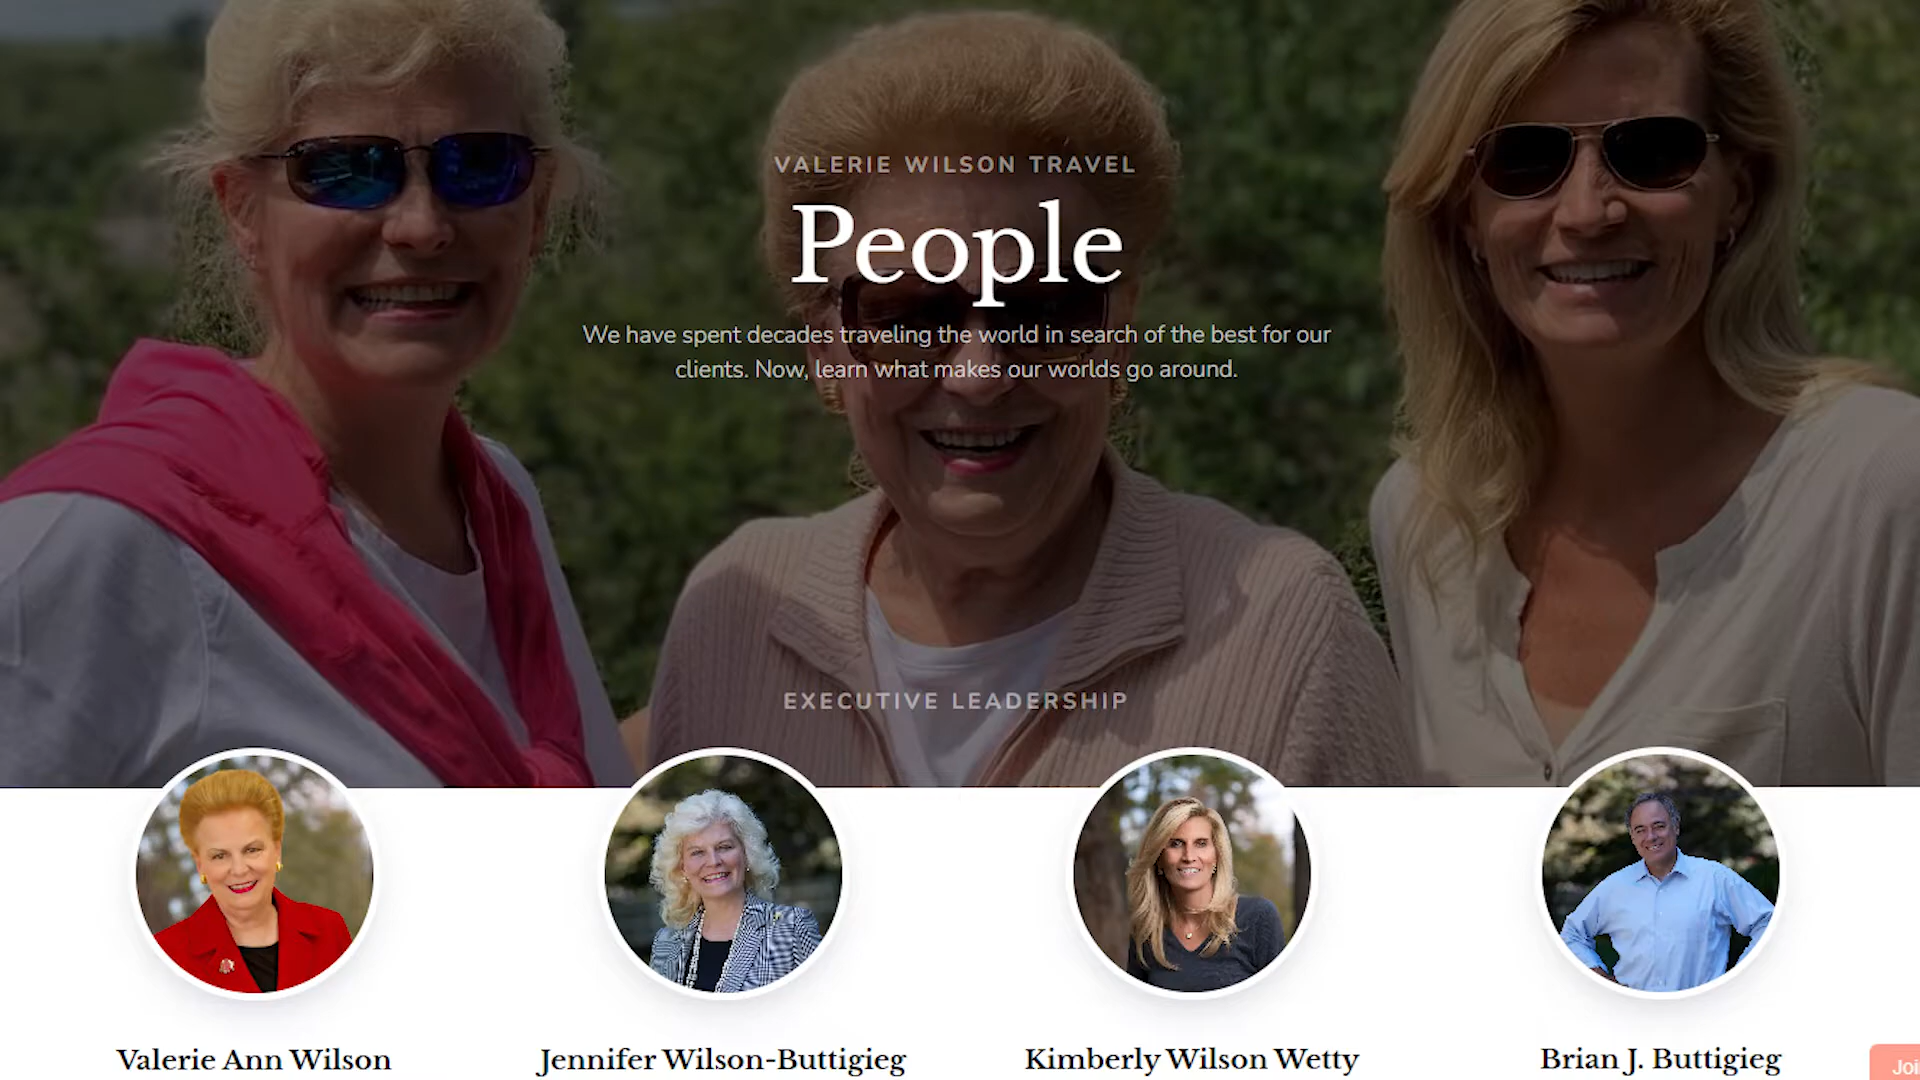 VALERIE WILSON TRAVEL
People
We have spent decades traveling the world in search of the best for our
clients. Now, learn what makes our worlds go around.
EXECUTIVE LEADERSHIP
Valerie Ann Wilson
Jennifer Wilson-Buttigieg
Kimberly Wilson Wetty
Brian J. Buttigieg